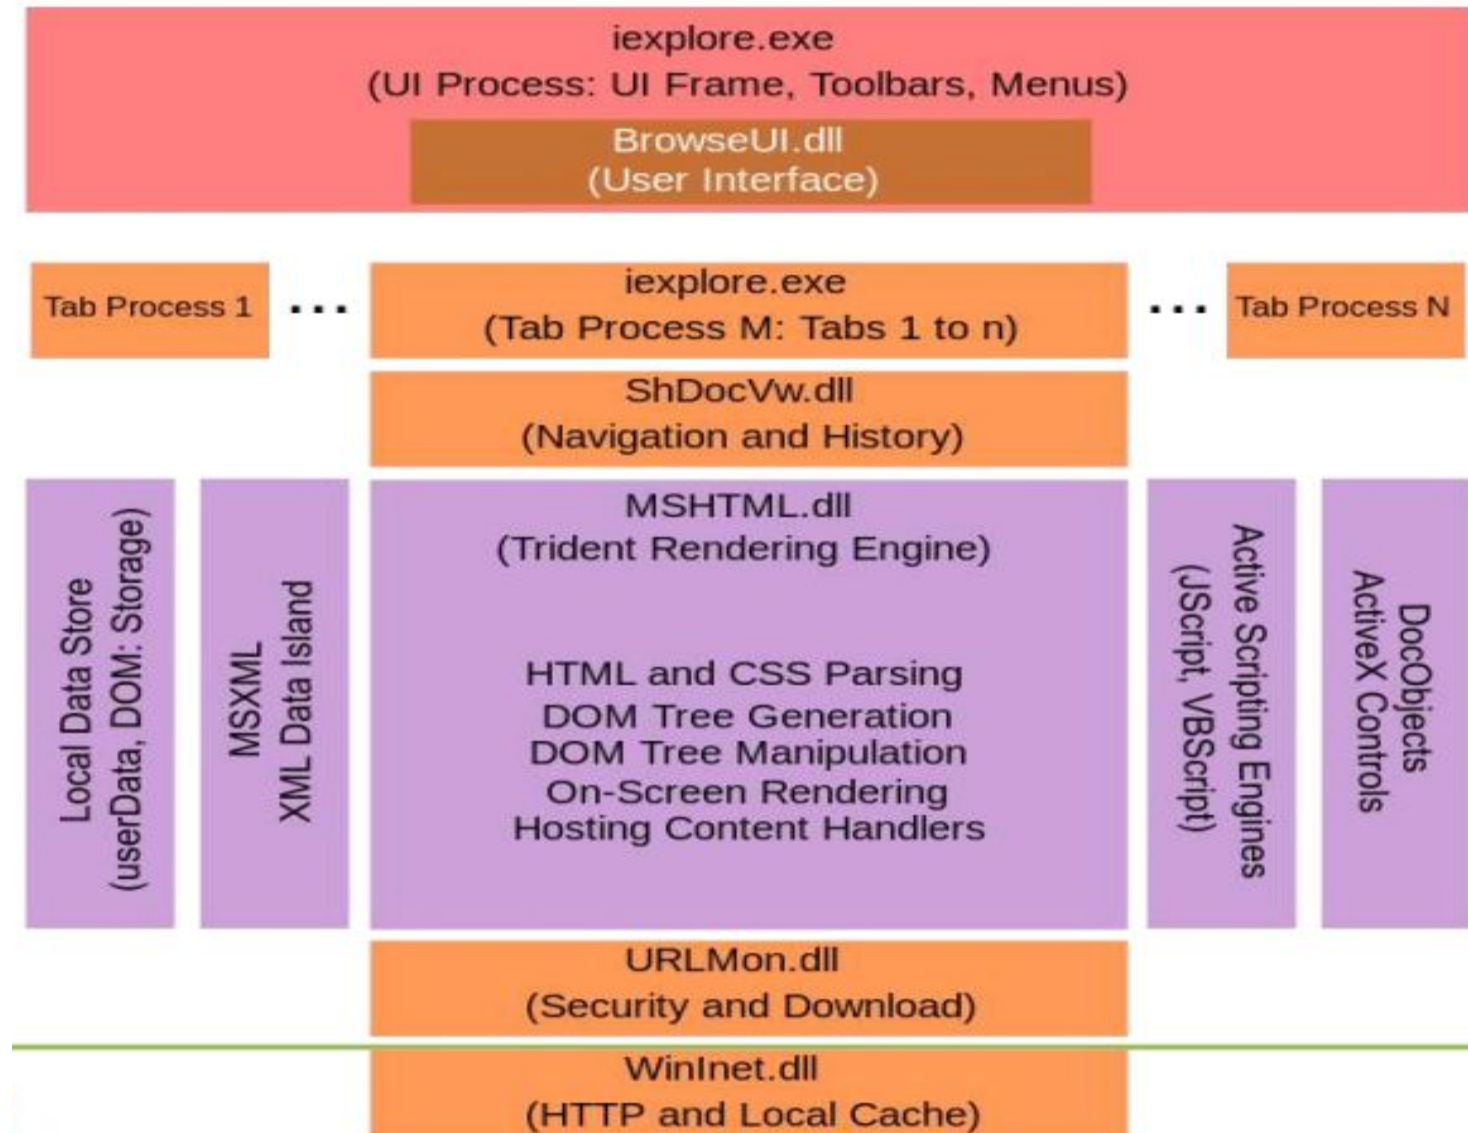 iexplore.exe
(UI Process: UI Frame, Toolbars, Menus)
BrowseUI.dll
(User Interface)
Tab Process 1
...
iexplore.exe
(Tab Process M: Tabs 1 to n)
...
Tab Process N
ShDocVw.dll
(Navigation and History)
Local Data Store
(userData, DOM: Storage)
MSXML
XML Data Island
MSHTML.dll
(Trident Rendering Engine)
HTML and CSS Parsing
DOM Tree Generation
DOM Tree Manipulation
On-Screen Rendering
Hosting Content Handlers
Active Scripting Engines
(JScript, VBScript)
DocObjects
ActiveX Controls
URLMon.dll
(Security and Download)
WinInet.dll
(HTTP and Local Cache)